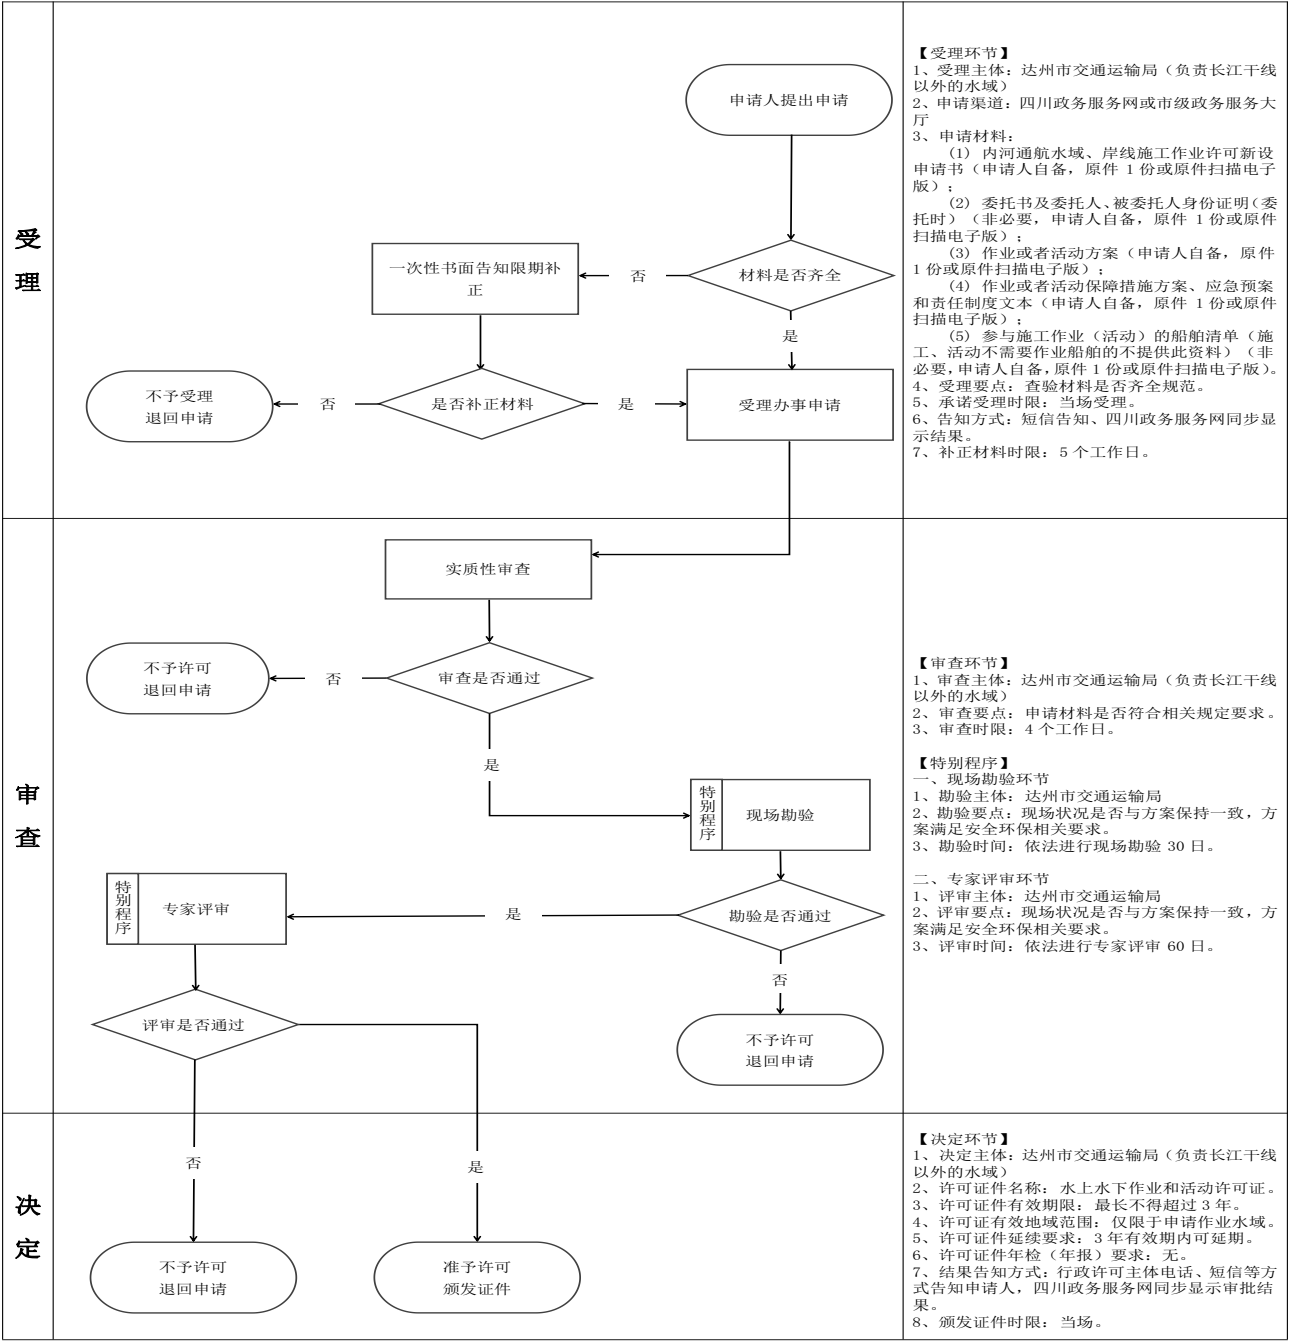 受
理
申请人提出申请
材料是否齐全
否
一次性书面告知限期补
正
是
不予受理
退回申请
否
是否补正材料
是
受理办事申请
【受理环节】
1、受理主体：达州市交通运输局（负责长江干线
以外的水域）
2、申请渠道：四川政务服务网或市级政务服务大
厅
3、申请材料：
（1）内河通航水域、岸线施工作业许可新设
申请书（申请人自备，原件 1 份或原件扫描电子
版）；
（2）委托书及委托人、被委托人身份证明（委
托时）（非必要，申请人自备，原件 1 份或原件
扫描电子版）；
（3）作业或者活动方案（申请人自备，原件
1 份或原件扫描电子版）；
（4）作业或者活动保障措施方案、应急预案
和责任制度文本（申请人自备，原件 1 份或原件
扫描电子版）；
（5）参与施工作业（活动）的船舶清单（施
工、活动不需要作业船舶的不提供此资料）（非
必要，申请人自备，原件 1 份或原件扫描电子版）。
4、受理要点：查验材料是否齐全规范。
5、承诺受理时限：当场受理。
6、告知方式：短信告知、四川政务服务网同步显
示结果。
7、补正材料时限：5 个工作日。
审
查
实质性审查
不予许可
退回申请
否
审查是否通过
是
特别程序
现场勘验
特别程序
专家评审
是
勘验是否通过
否
评审是否通过
不予许可
退回申请
【审查环节】
1、审查主体：达州市交通运输局（负责长江干线
以外的水域）
2、审查要点：申请材料是否符合相关规定要求。
3、审查时限：4 个工作日。
【特别程序】
一、现场勘验环节
1、勘验主体：达州市交通运输局
2、勘验要点：现场状况是否与方案保持一致，方
案满足安全环保相关要求。
3、勘验时间：依法进行现场勘验 30 日。
二、专家评审环节
1、评审主体：达州市交通运输局
2、评审要点：现场状况是否与方案保持一致，方
案满足安全环保相关要求。
3、评审时间：依法进行专家评审 60 日。
决
定
否
是
不予许可
退回申请
准予许可
颁发证件
【决定环节】
1、决定主体：达州市交通运输局（负责长江干线
以外的水域）
2、许可证件名称：水上水下作业和活动许可证。
3、许可证件有效期限：最长不得超过 3 年。
4、许可证有效地域范围：仅限于申请作业水域。
5、许可证件延续要求：3 年有效期内可延期。
6、许可证件年检（年报）要求：无。
7、结果告知方式：行政许可主体电话、短信等方
式告知申请人，四川政务服务网同步显示审批结
果。
8、颁发证件时限：当场。